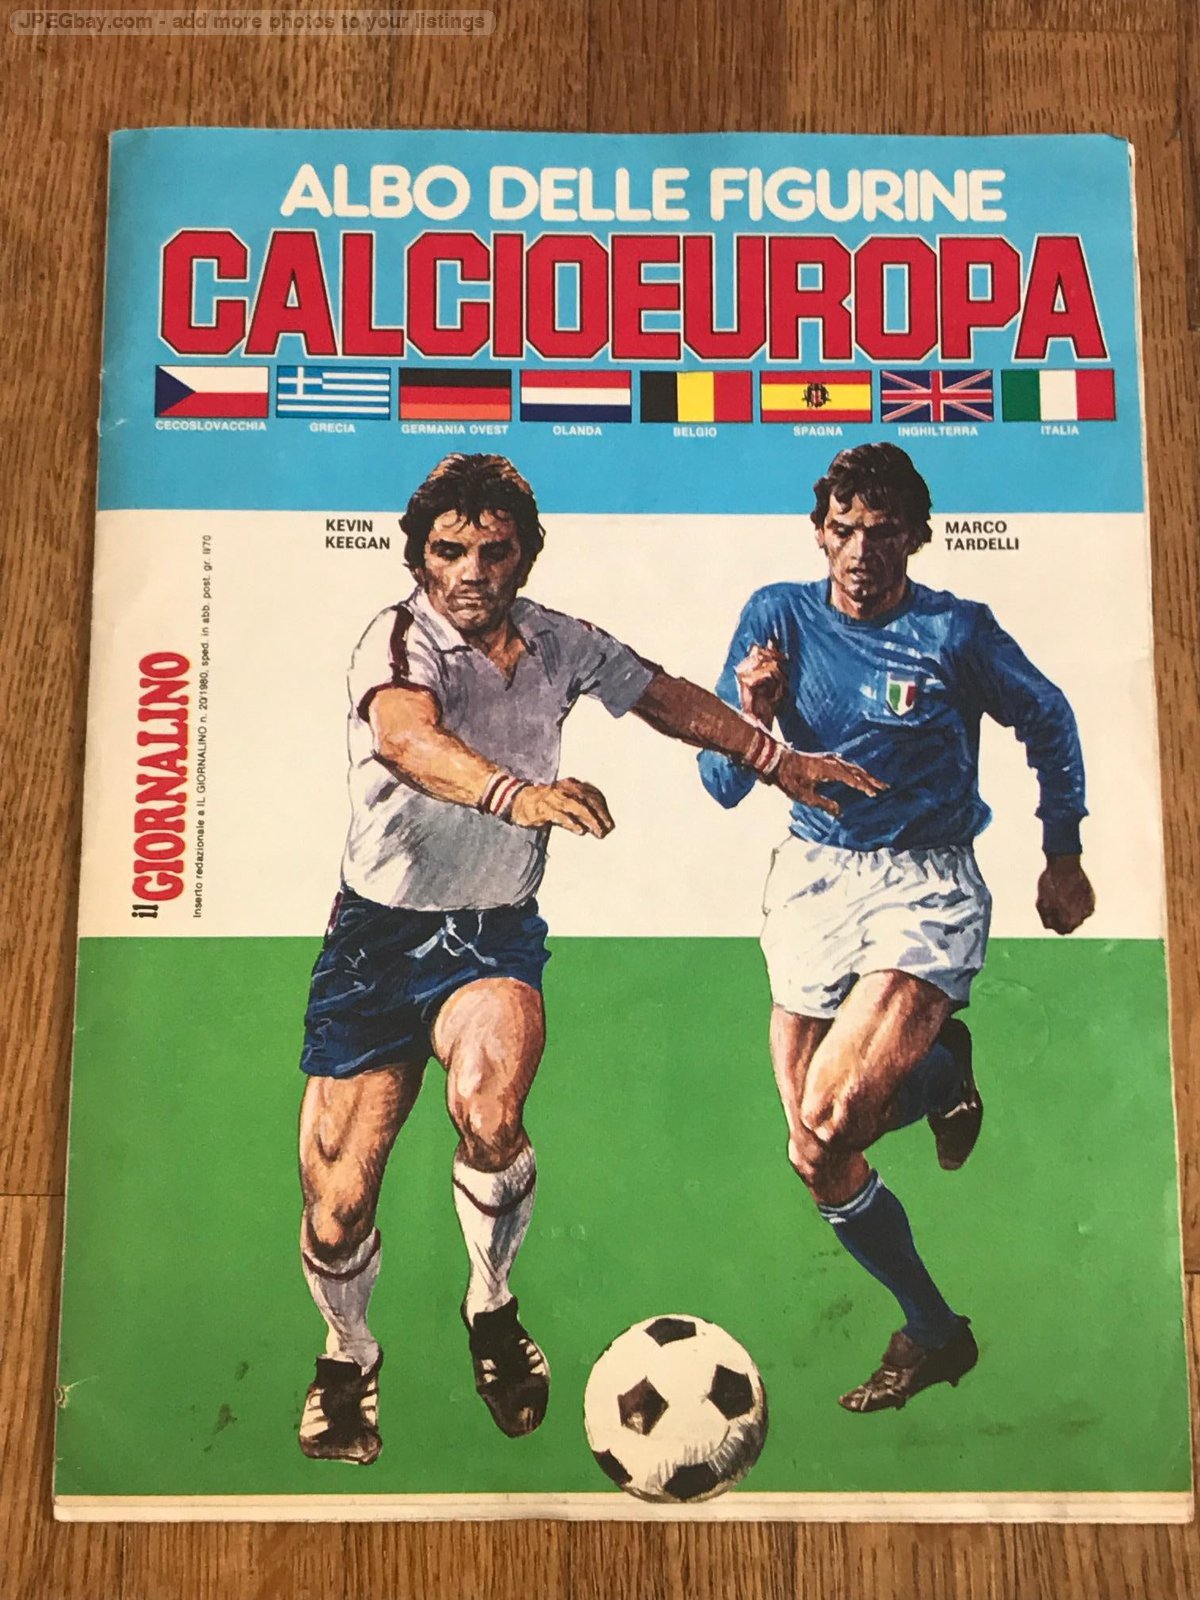 JPEGbay.com - add more photos to your listings
ALBO DELLE FIGURINE
CALCIOEUROPA
CECOSLOVACCHIA
GRECIA
GERMANIA OVEST
OLANDA
BELGIO
SPAGNA
INGHILTERRA
ITALIA
KEVIN
KEEGAN
MARCO
TARDELLI
il GIORNALINO
Inserto redazionale a IL GIORNALINO n. 20/1980, sped. in abb. post. gr. II/70